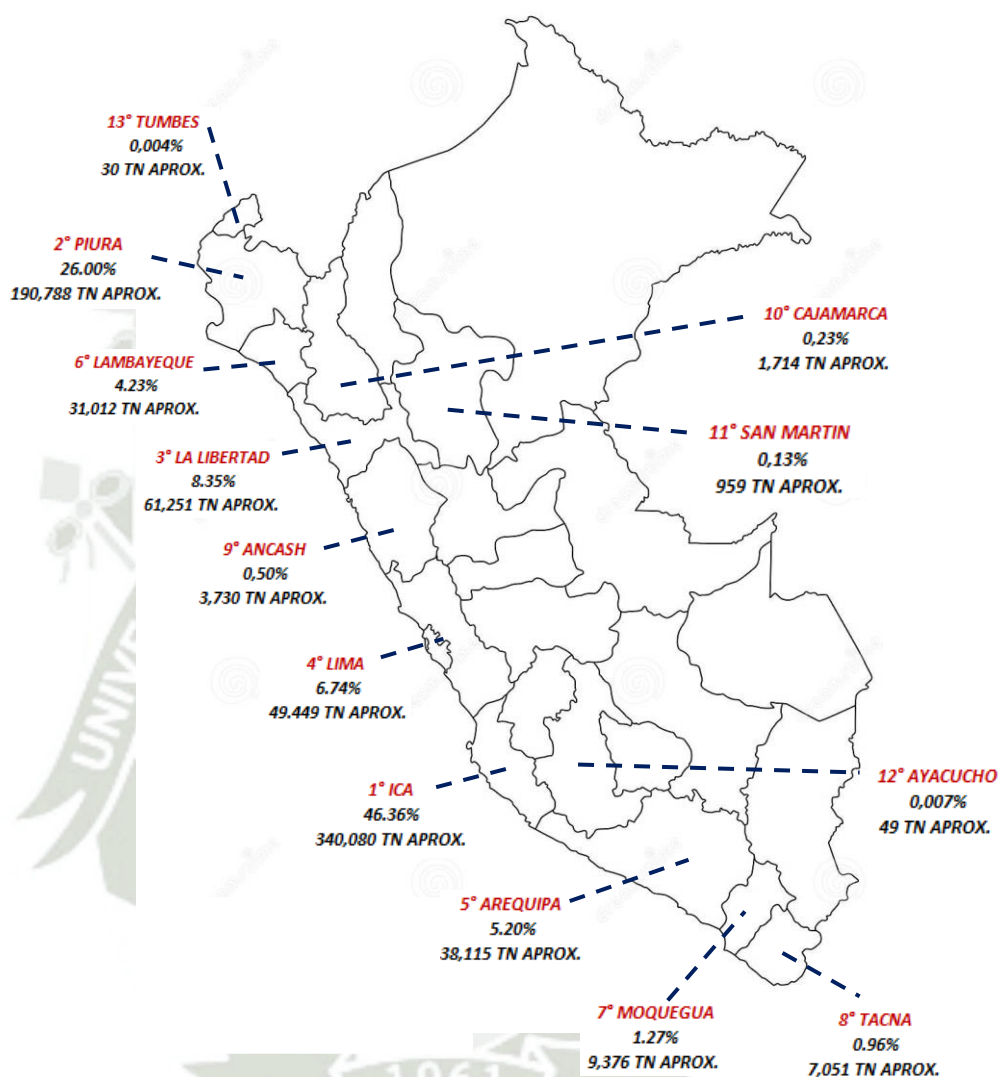 13° TUMBES
0,004%
30 TN APROX.
2° PIURA
26.00%
190,788 TN APROX.
10° CAJAMARCA
0,23%
1,714 TN APROX.
6° LAMBAYEQUE
4.23%
31,012 TN APROX.
11° SAN MARTIN
0,13%
959 TN APROX.
3° LA LIBERTAD
8.35%
61,251 TN APROX.
9° ANCASH
0,50%
3,730 TN APROX.
4° LIMA
6.74%
49.449 TN APROX.
12° AYACUCHO
0,007%
49 TN APROX.
1° ICA
46.36%
340,080 TN APROX.
5° AREQUIPA
5.20%
38,115 TN APROX.
7° MOQUEGUA
1.27%
9,376 TN APROX.
8° TACNA
0.96%
7,051 TN APROX.
UNIVE
1961